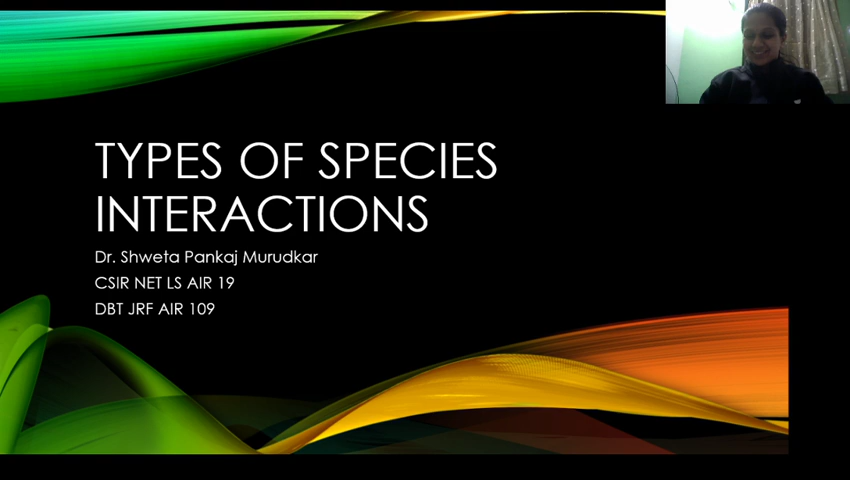 TYPES OF SPECIES
INTERACTIONS
Dr. Shweta Pankaj Murudkar
CSIR NET LS AIR 19
DBT JRF AIR 109